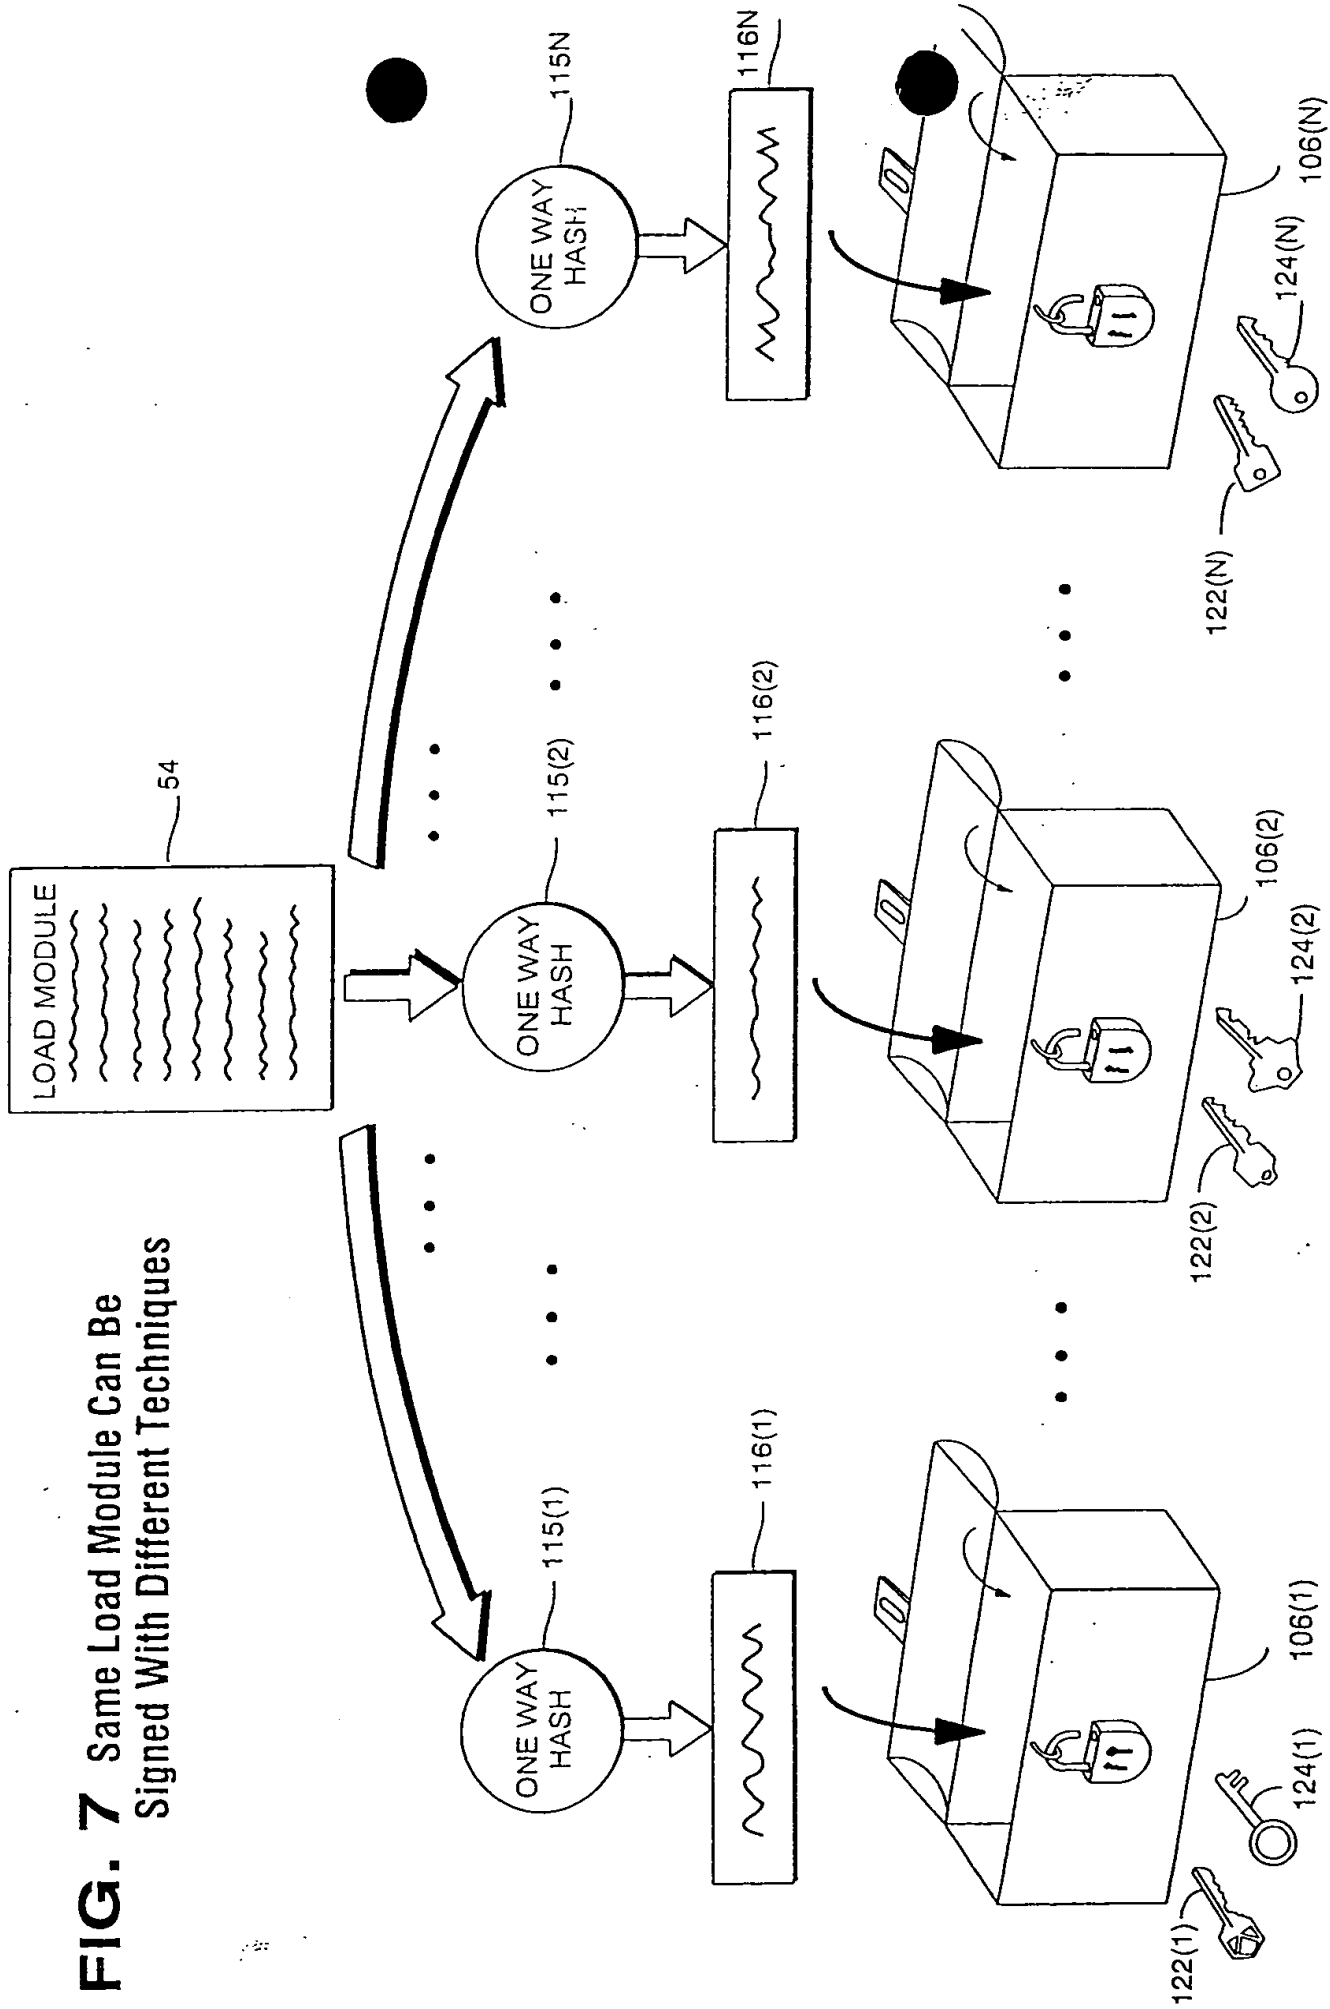 FIG. 7 Same Load Module Can Be
Signed With Different Techniques
LOAD MODULE
54
ONE WAY
HASH
115(1)
ONE WAY
HASH
115(2)
ONE WAY
HASH
115N
116(1)
116(2)
116N
122(1)
124(1)
106(1)
122(2)
124(2)
106(2)
122(N)
124(N)
106(N)